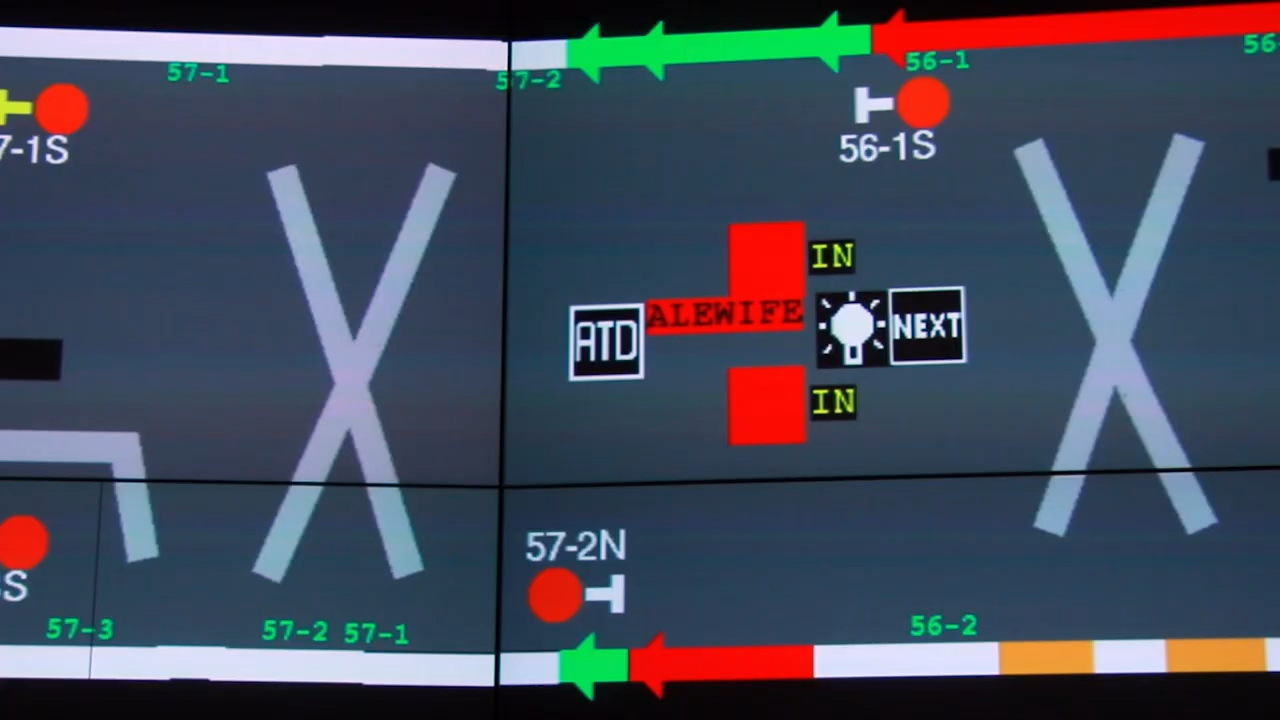 57-1
57-2
56-1
56
7-1S
56-1S
IN
ALEWIFE
ATD
NEXT
IN
57-2N
S
57-3
57-2
57-1
56-2